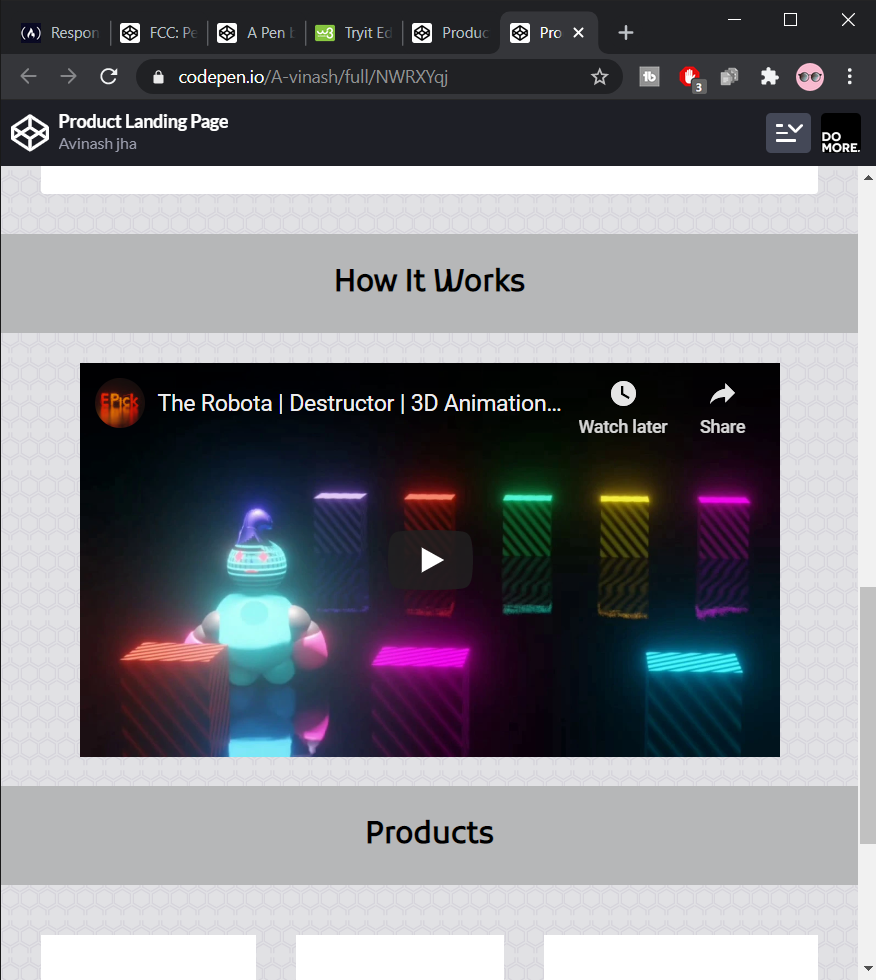 Respon
FCC: Pe
A Pen b
Tryit Ed
Produc
Pro
codepen.io/A-vinash/full/NWRXYqj
tb
3
Product Landing Page
Avinash jha
DO
MORE.
How It Works
EPick
The Robota | Destructor | 3D Animation...
Watch later
Share
Products